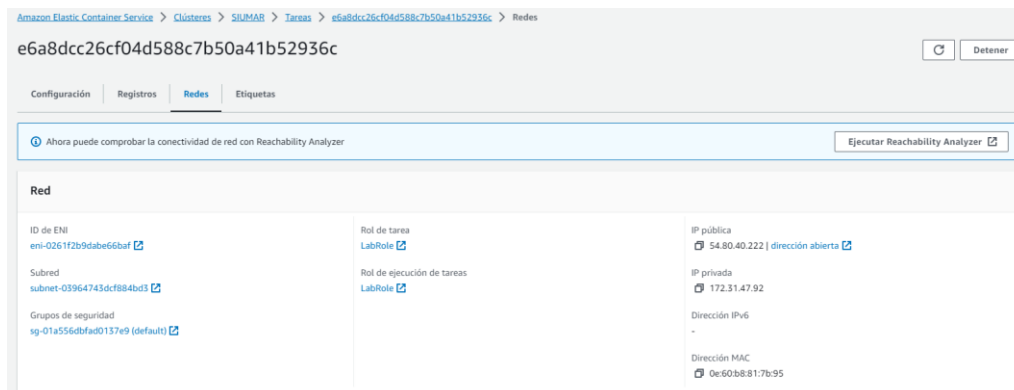 Amazon Elastic Container Service > Clústeres > SIUMAR > Tareas > e6a8dcc26cf04d588c7b50a41b52936c > Redes
e6a8dcc26cf04d588c7b50a41b52936c
Detener
Configuración Registros Redes Etiquetas
Ahora puede comprobar la conectividad de red con Reachability Analyzer
Ejecutar Reachability Analyzer
Red
ID de ENI
eni-0261f2b9dabe66baf
Subred
subnet-03964743dcf884bd3
Grupos de seguridad
sg-01a556dbfad0137e9 (default)
Rol de tarea
LabRole
Rol de ejecución de tareas
LabRole
IP pública
54.80.40.222 | dirección abierta
IP privada
172.31.47.92
Dirección IPv6
-
Dirección MAC
0e:60:b8:81:7b:95